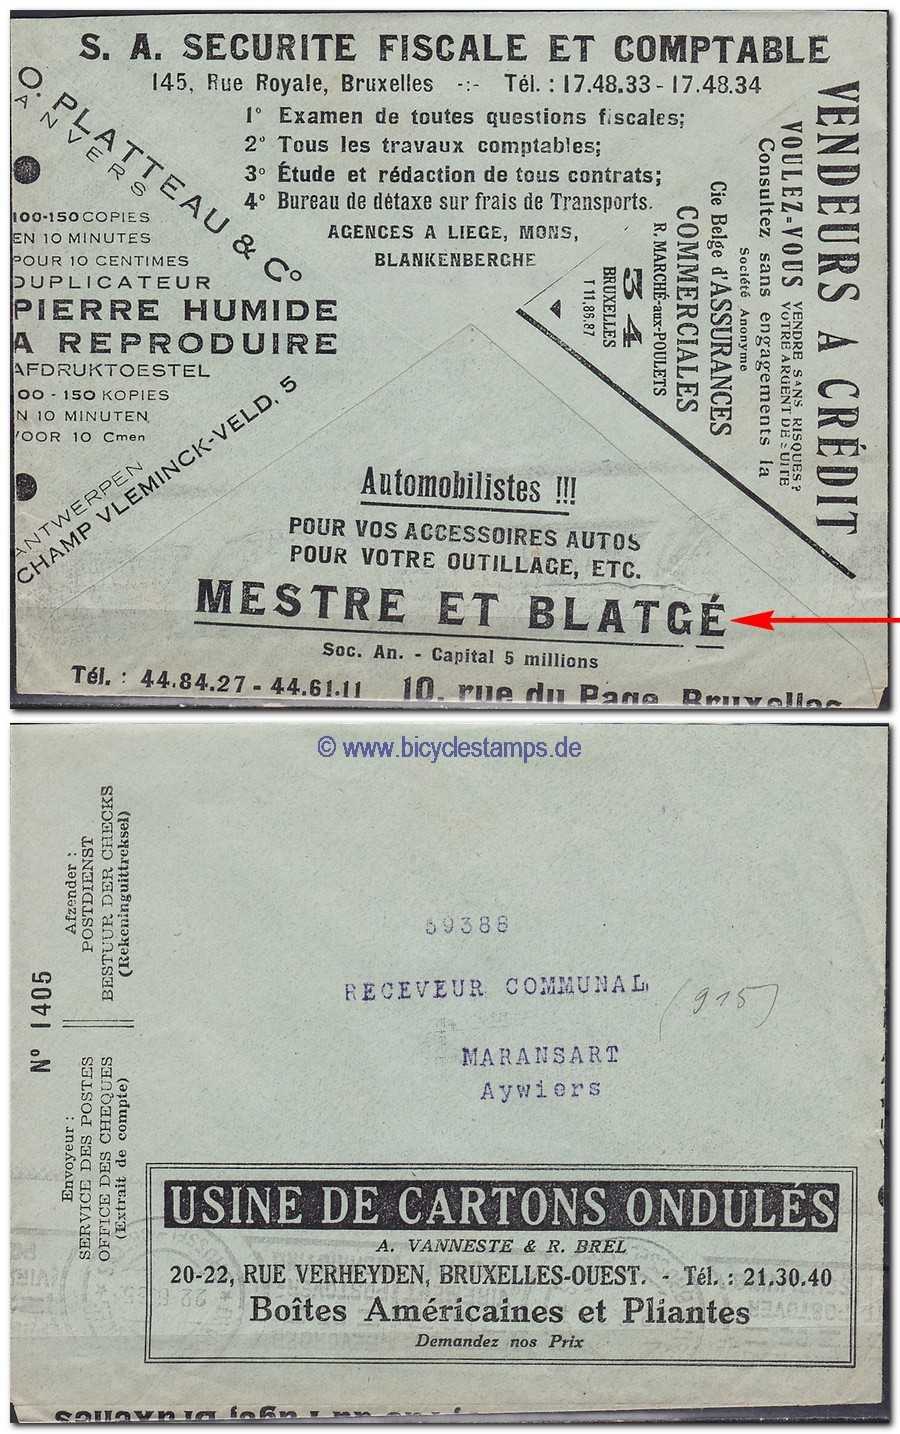 S. A. SECURITE FISCALE ET COMPTABLE
145, Rue Royale, Bruxelles -:- Tél. : 17.48.33 - 17.48.34
1° Examen de toutes questions fiscales;
2° Tous les travaux comptables;
3° Étude et rédaction de tous contrats;
4° Bureau de détaxe sur frais de Transports.
AGENCES A LIEGE, MONS,
BLANKENBERGHE
O. PLATTEAU & C°
ANVERS
100-150 COPIES
EN 10 MINUTES
POUR 10 CENTIMES
DUPLICATEUR
PIERRE HUMIDE
A REPRODUIRE
AFDRUKTOESTEL
00 - 150 KOPIES
N 10 MINUTEN
VOOR 10 Cmen
ANTWERPEN
CHAMP VLEMINCK-VELD, 5
VENDEURS A CRÉDIT
VOULEZ-VOUS VENDRE SANS RISQUES ?
VOTRE ARGENT DE SUITE
Consultez sans engagements la
Société Anonyme
Cie Belge d'ASSURANCES
COMMERCIALES
R. MARCHÉ-aux-POULETS
34
BRUXELLES
T 11.86.87
Automobilistes !!!
POUR VOS ACCESSOIRES AUTOS
POUR VOTRE OUTILLAGE, ETC.
MESTRE ET BLATGÉ
Soc. An. - Capital 5 millions
Tél. : 44.84.27 - 44.61.11 10, rue du Page, Bruxelles
© www.bicyclestamps.de
N° 1405
Afzender :
POSTDIENST
BESTUUR DER CHECKS
(Rekeninguittreksel)
Envoyeur :
SERVICE DES POSTES
OFFICE DES CHEQUES
(Extrait de compte)
59388
RECEVEUR COMMUNAL
(915)
MARANSART
Aywiers
USINE DE CARTONS ONDULÉS
A. VANNESTE & R. BREL
20-22, RUE VERHEYDEN, BRUXELLES-OUEST. - Tél. : 21.30.40
Boîtes Américaines et Pliantes
Demandez nos Prix